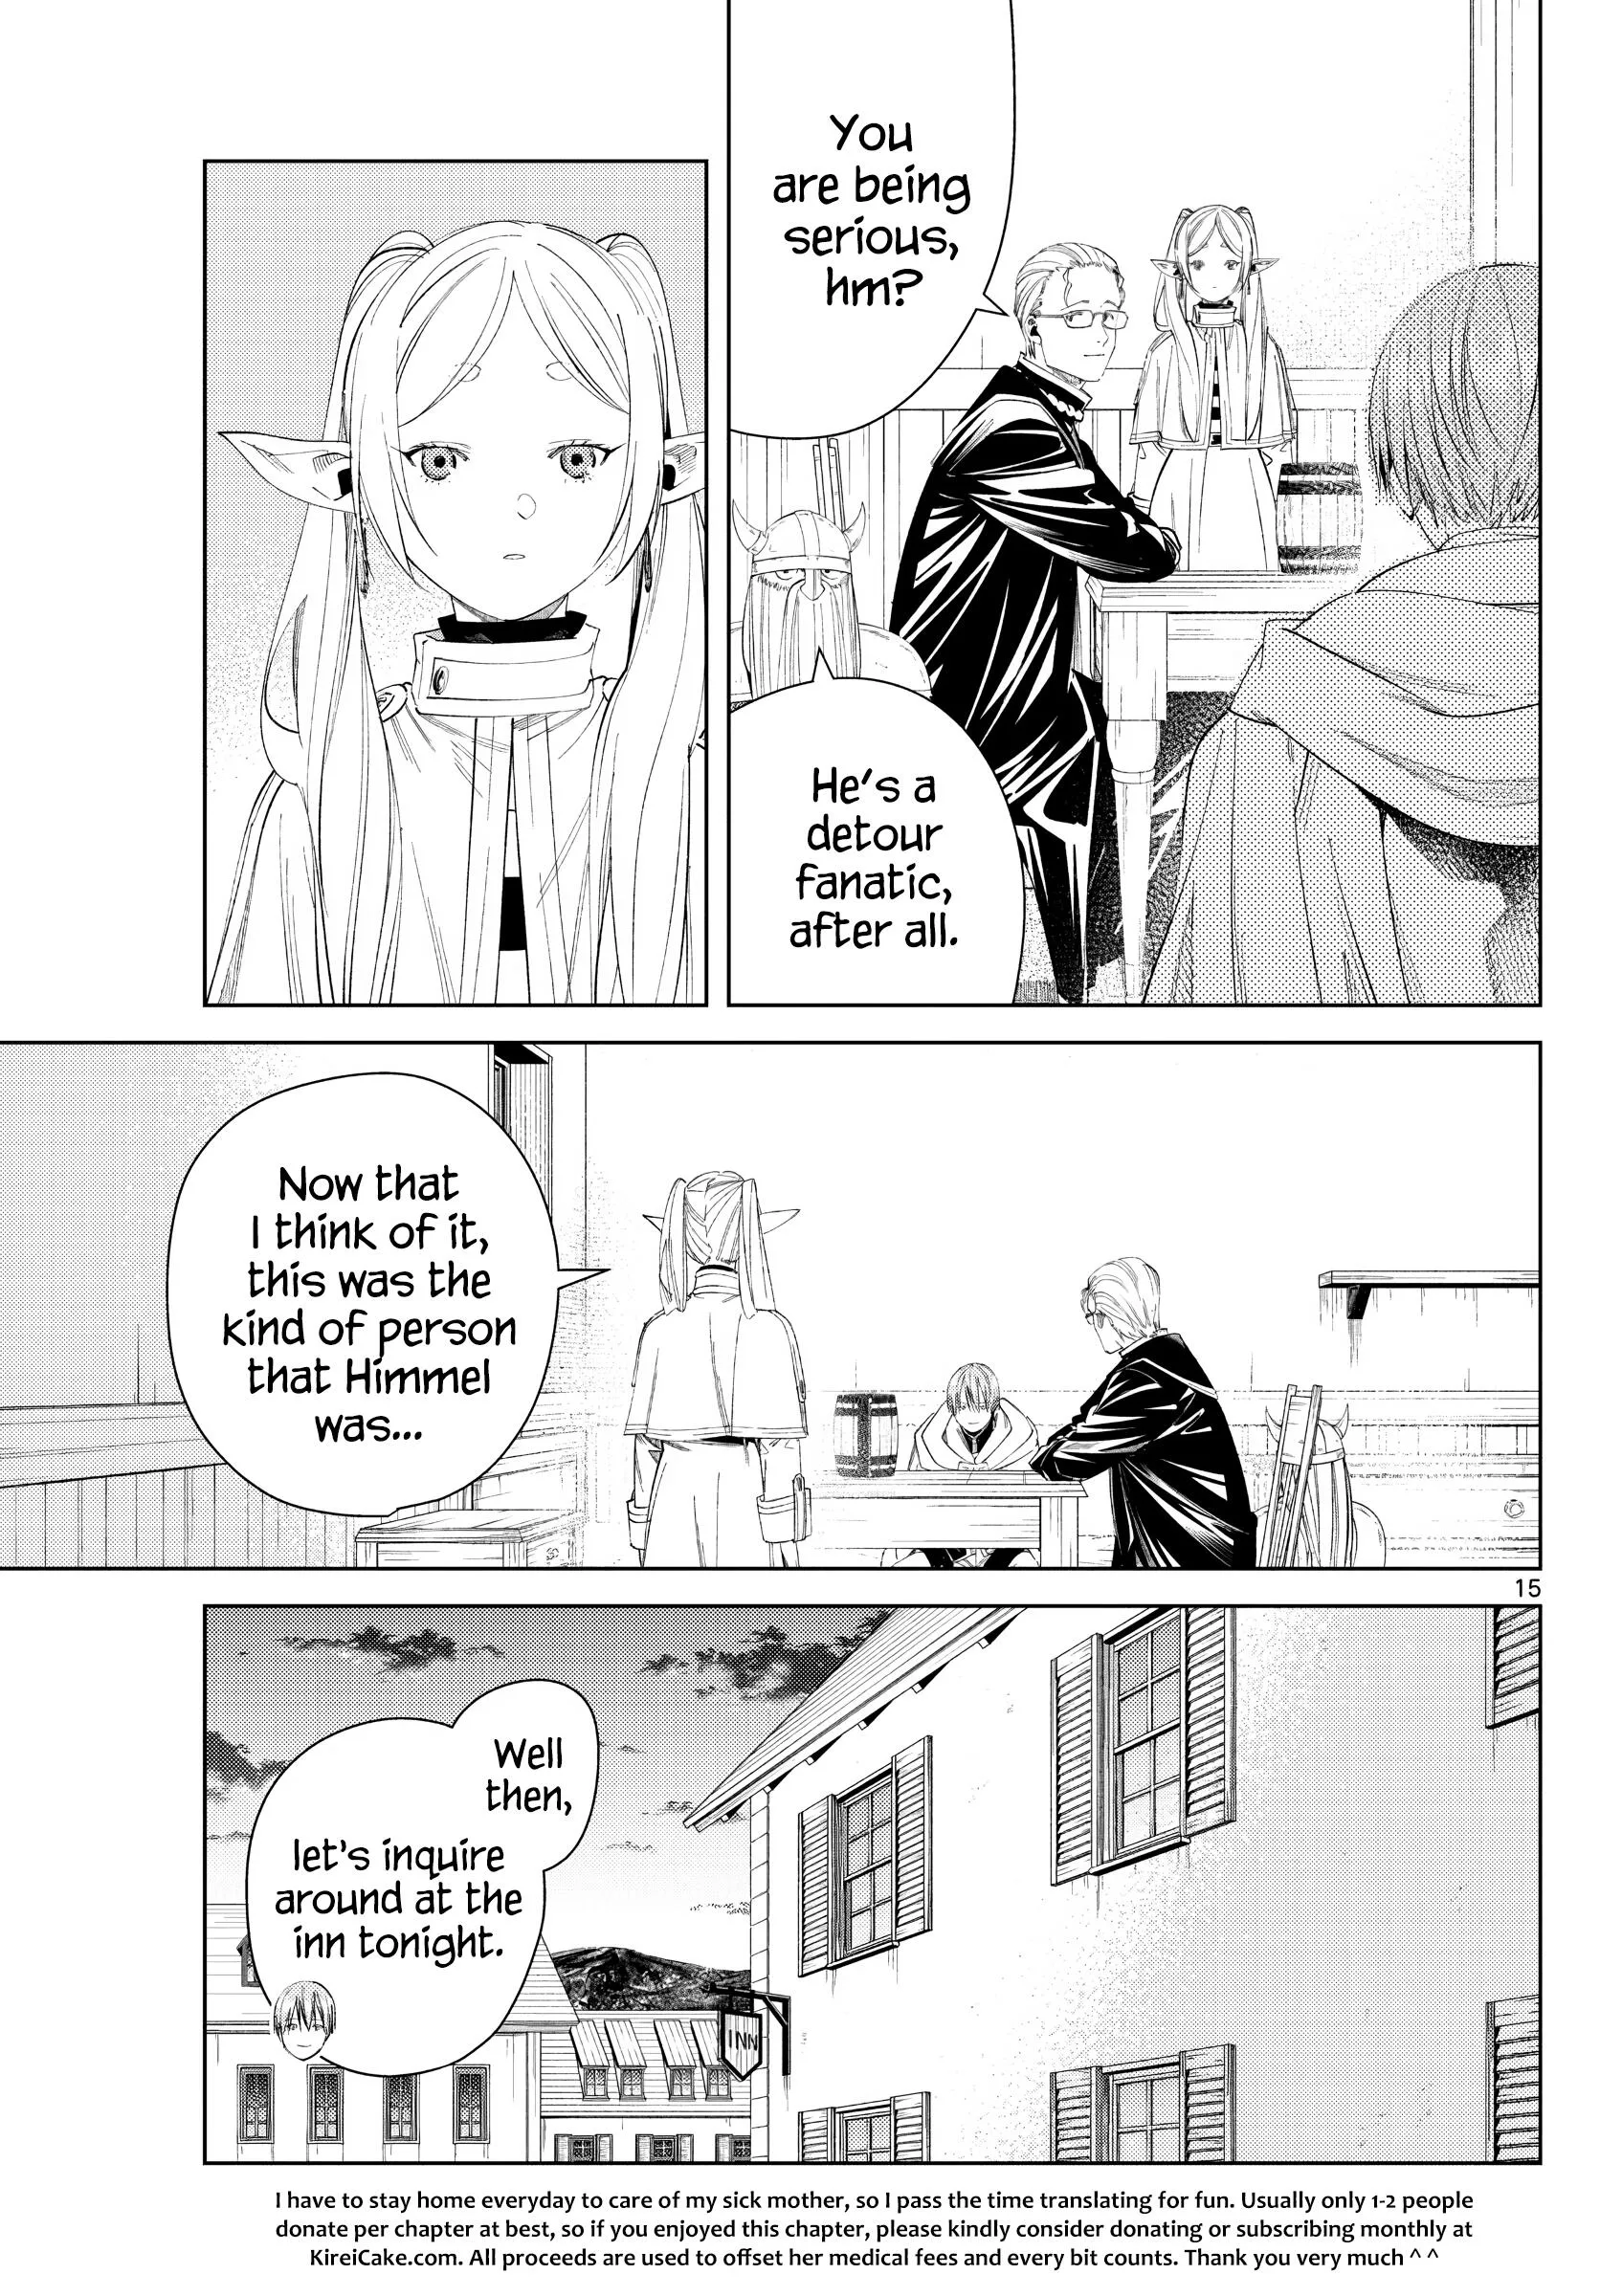 You
are being
serious,
hm?
He's a
detour
fanatic,
after all.
Now that
I think of it,
this was the
kind of person
that Himmel
was...
15
Well
then,
let's inquire
around at the
inn tonight.
INN
I have to stay home everyday to care of my sick mother, so I pass the time translating for fun. Usually only 1-2 people
donate per chapter at best, so if you enjoyed this chapter, please kindly consider donating or subscribing monthly at
KireiCake.com. All proceeds are used to offset her medical fees and every bit counts. Thank you very much ^ ^